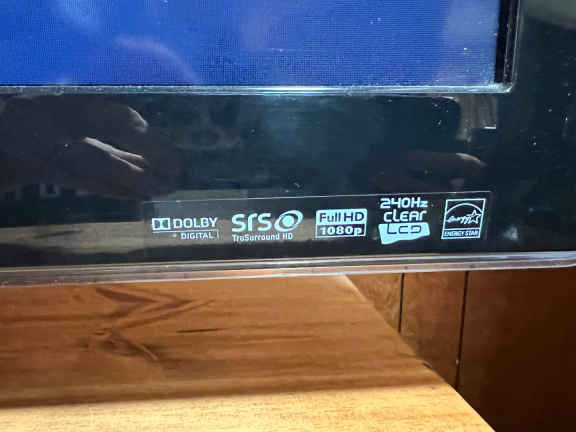 DOLBY
DIGITAL
SRS
TruSurround HD
Full HD
1080p
240Hz
CLEAR
LCD
ENERGY STAR